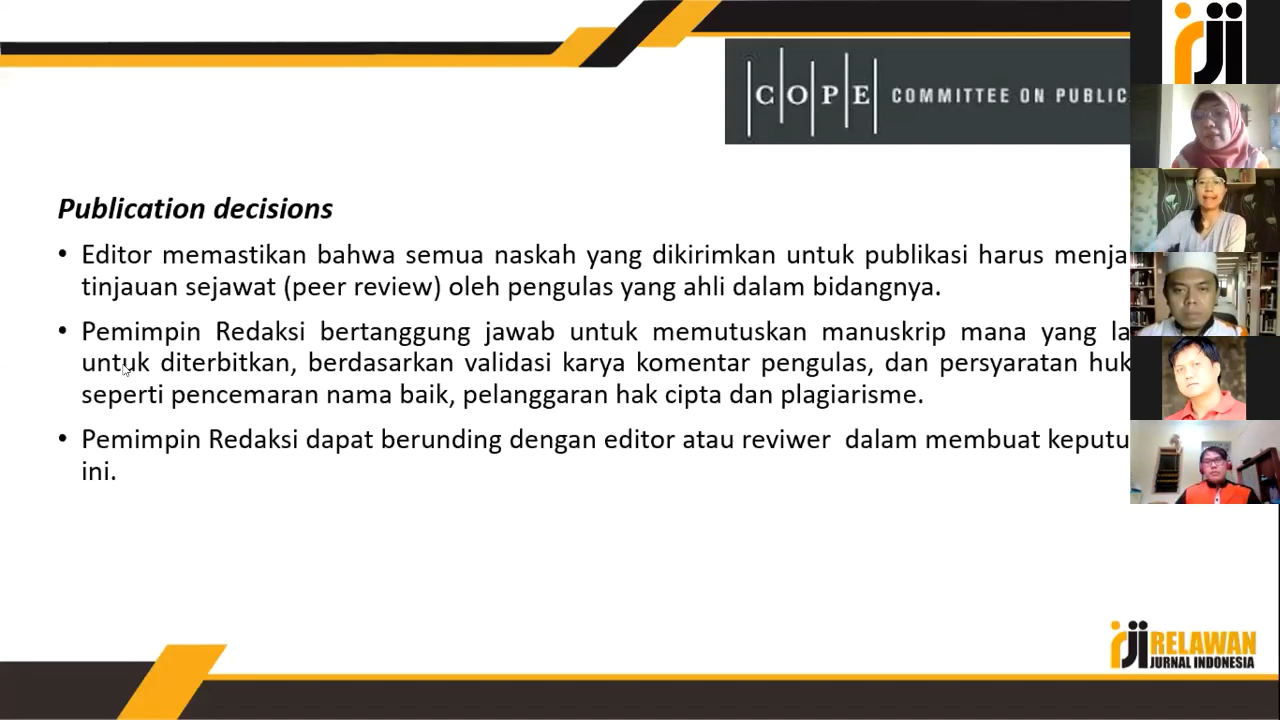 COPE COMMITTEE ON PUBLIC
Publication decisions
• Editor memastikan bahwa semua naskah yang dikirimkan untuk publikasi harus menja
tinjauan sejawat (peer review) oleh pengulas yang ahli dalam bidangnya.
• Pemimpin Redaksi bertanggung jawab untuk memutuskan manuskrip mana yang la
untuk diterbitkan, berdasarkan validasi karya komentar pengulas, dan persyaratan huk
seperti pencemaran nama baik, pelanggaran hak cipta dan plagiarisme.
• Pemimpin Redaksi dapat berunding dengan editor atau reviwer dalam membuat keputu
ini.
rji
rji RELAWAN
JURNAL INDONESIA